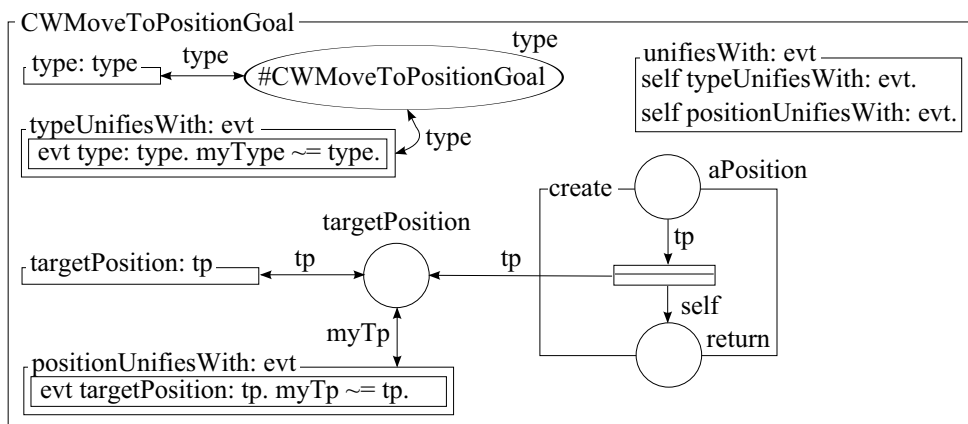 CWMoveToPositionGoal
type
type: type
type
#CWMoveToPositionGoal
unifiesWith: evt
self typeUnifiesWith: evt.
self positionUnifiesWith: evt.
typeUnifiesWith: evt
type
evt type: type. myType ~= type.
create
aPosition
targetPosition
tp
targetPosition: tp
tp
tp
self
myTp
return
positionUnifiesWith: evt
evt targetPosition: tp. myTp ~= tp.